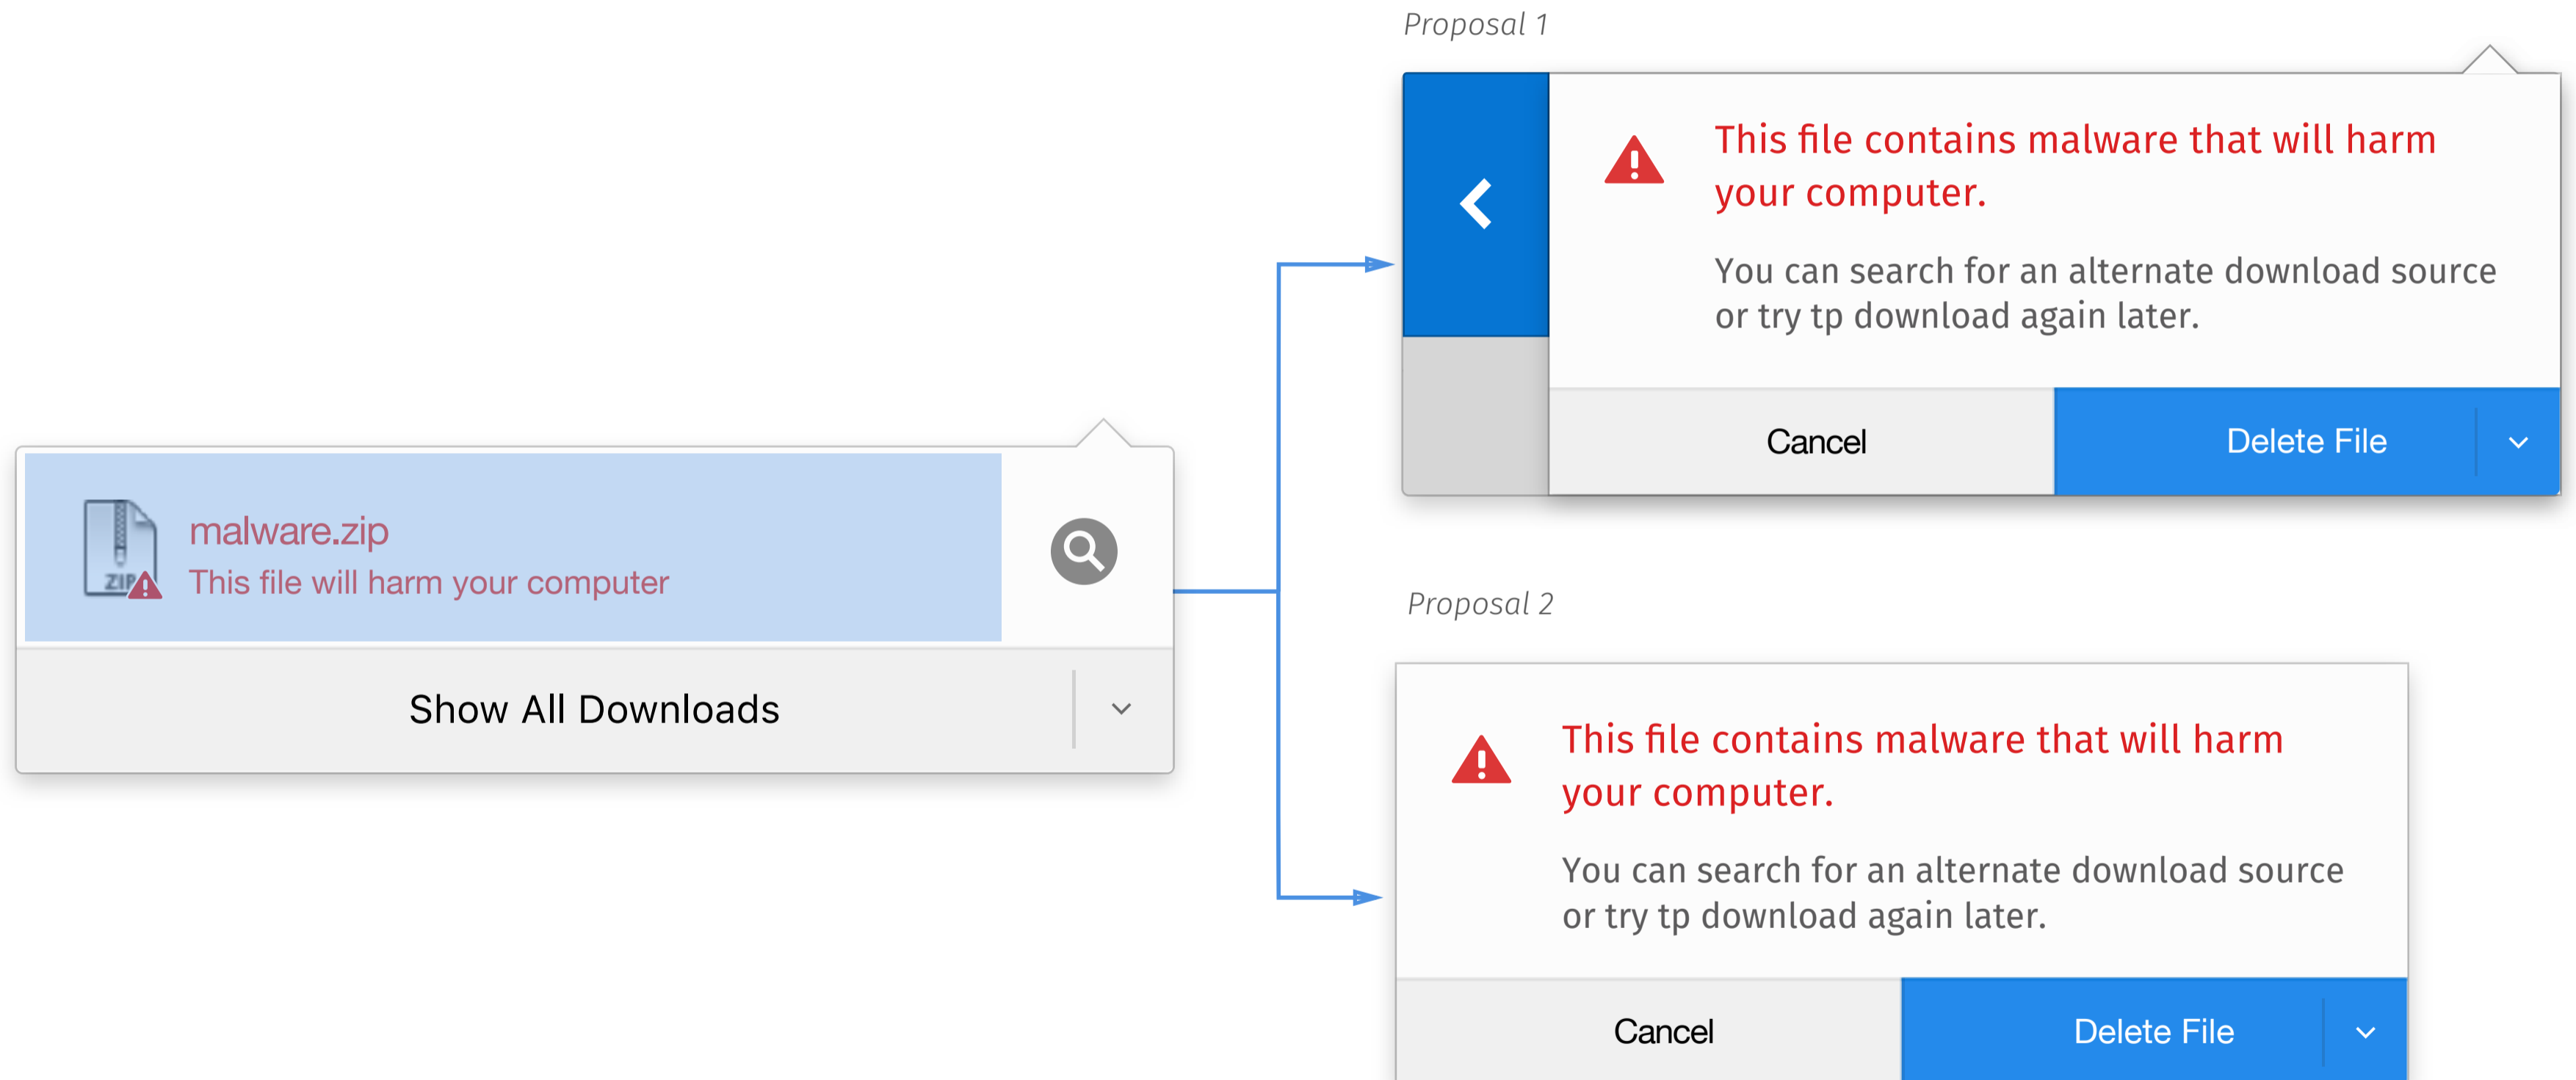 Proposal 1
This file contains malware that will harm
your computer.
You can search for an alternate download source
or try tp download again later.
Cancel
Delete File
malware.zip
ZIP
This file will harm your computer
Show All Downloads
Proposal 2
This file contains malware that will harm
your computer.
You can search for an alternate download source
or try tp download again later.
Cancel
Delete File